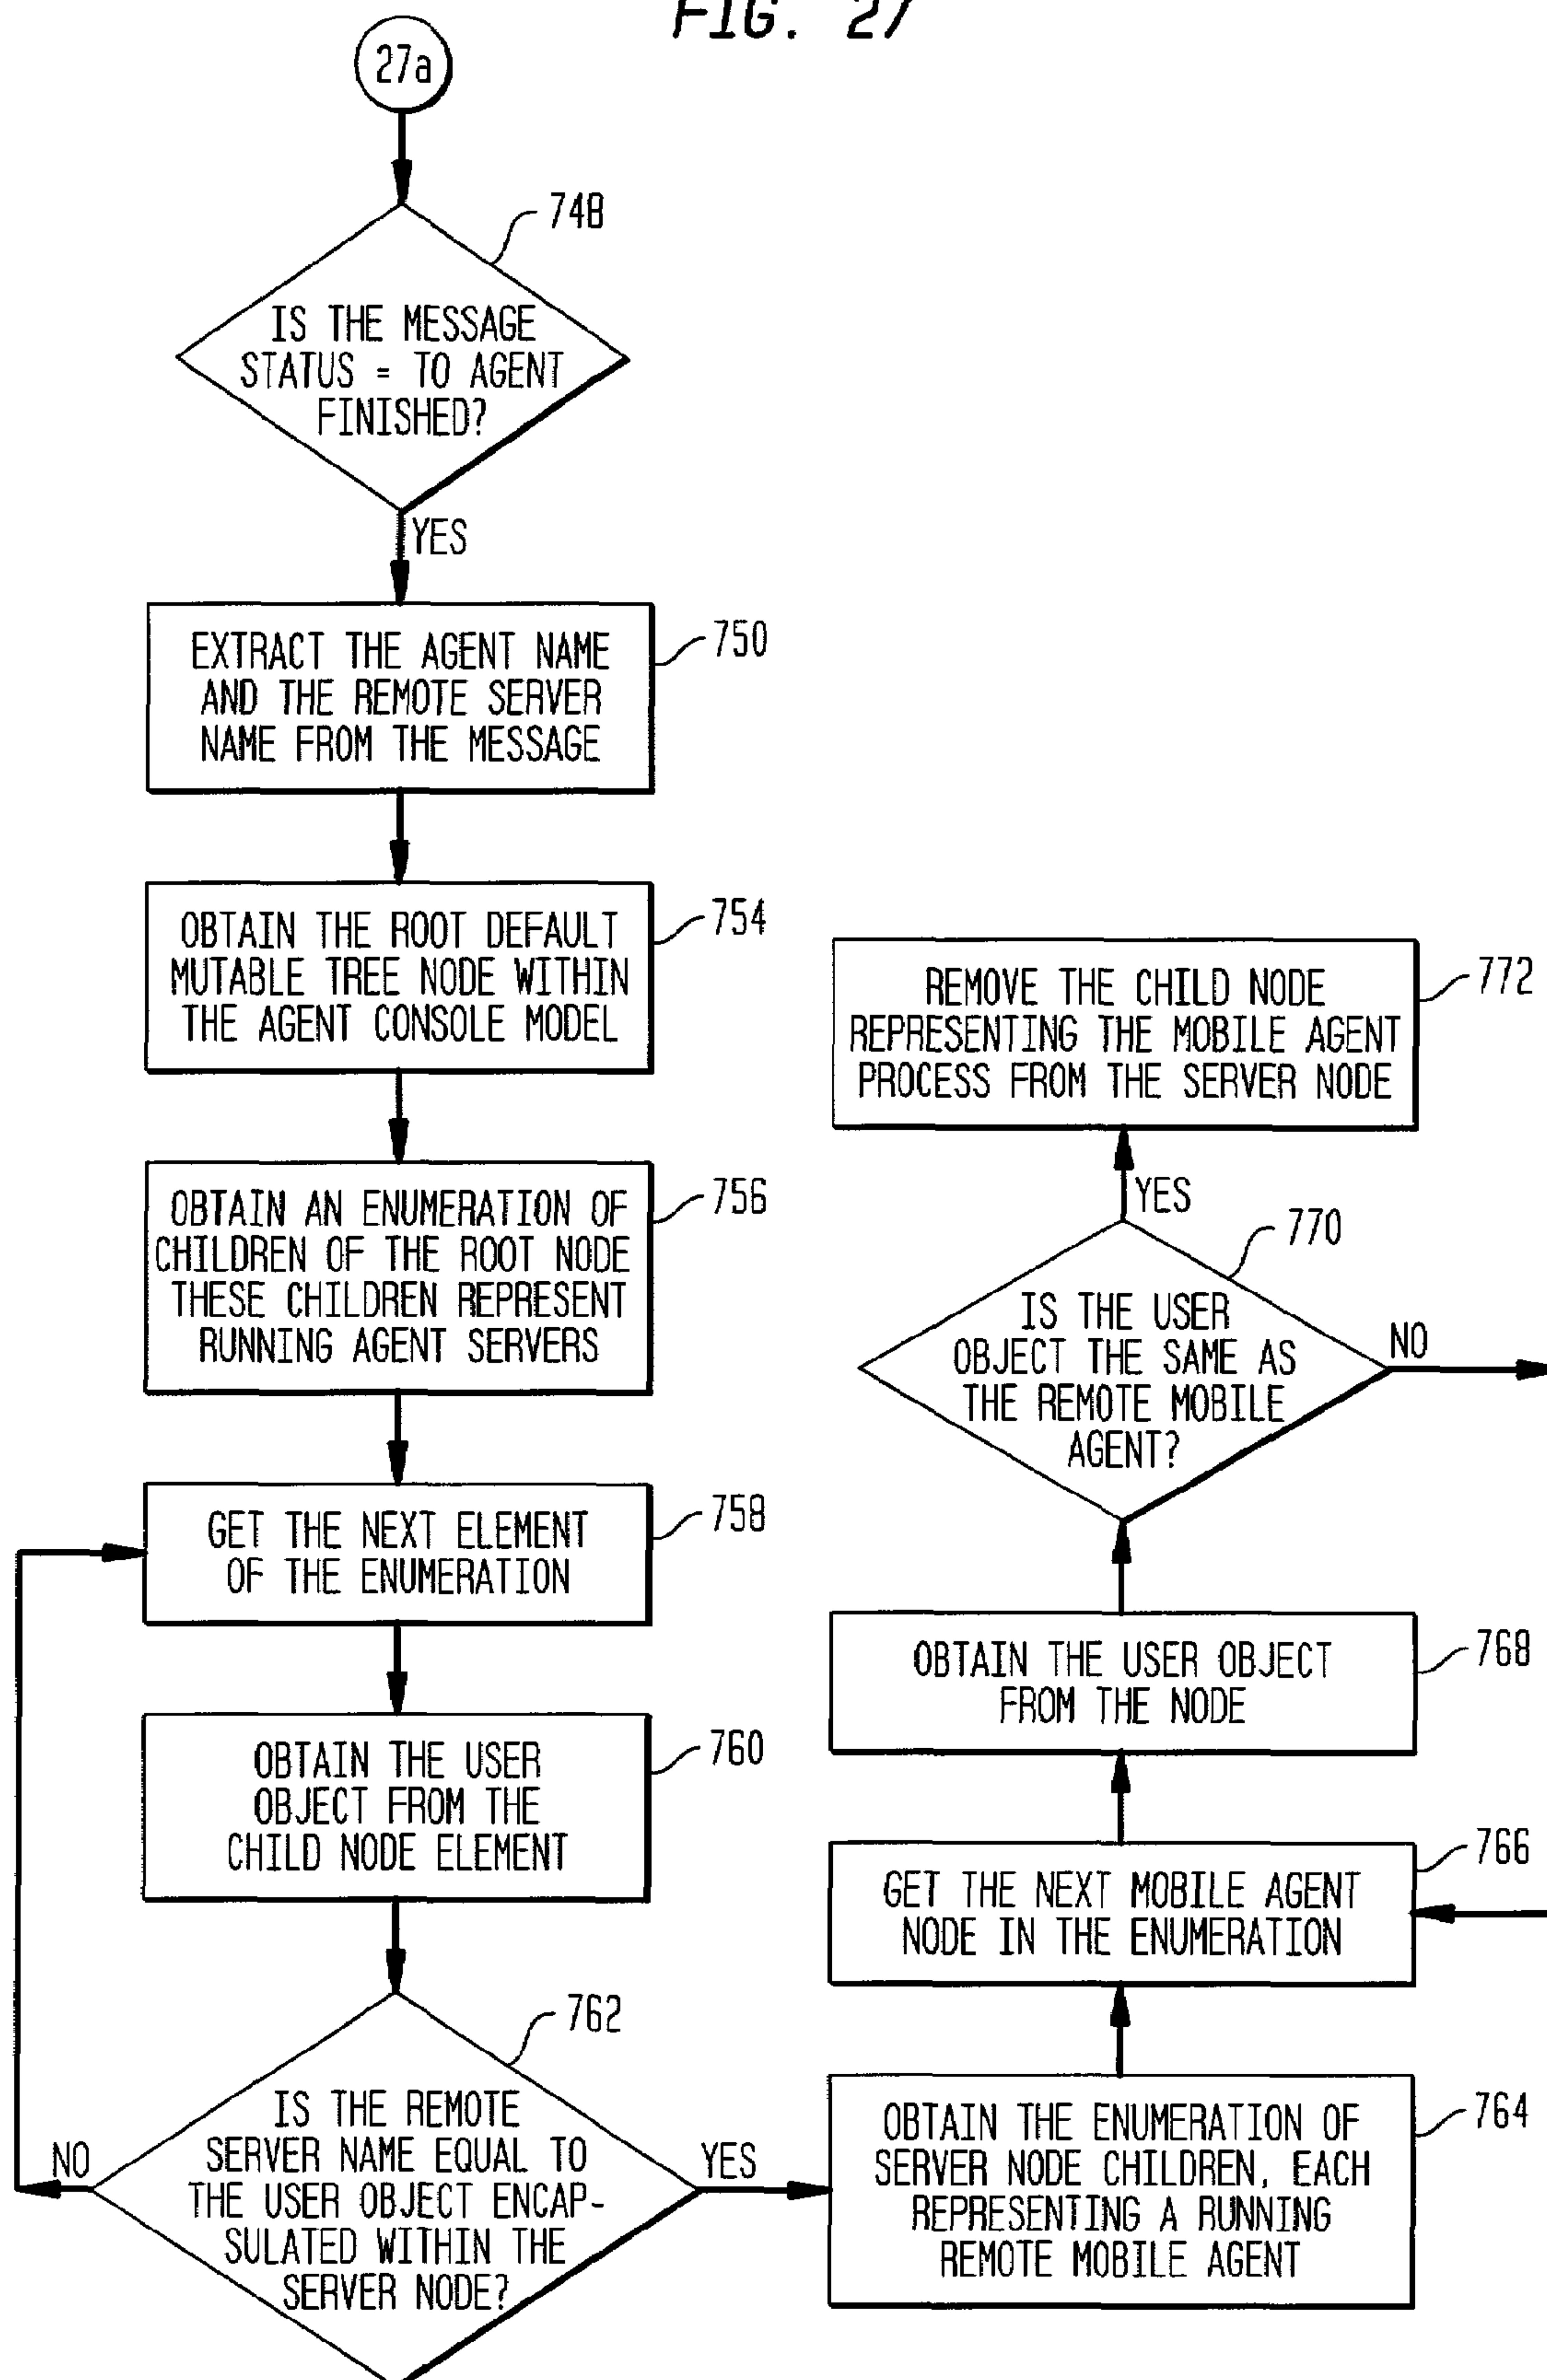 FIG. 27
27a
748
IS THE MESSAGE
STATUS = TO AGENT
FINISHED?
YES
750
EXTRACT THE AGENT NAME
AND THE REMOTE SERVER
NAME FROM THE MESSAGE
754
OBTAIN THE ROOT DEFAULT
MUTABLE TREE NODE WITHIN
THE AGENT CONSOLE MODEL
756
OBTAIN AN ENUMERATION OF
CHILDREN OF THE ROOT NODE
THESE CHILDREN REPRESENT
RUNNING AGENT SERVERS
758
GET THE NEXT ELEMENT
OF THE ENUMERATION
760
OBTAIN THE USER
OBJECT FROM THE
CHILD NODE ELEMENT
762
IS THE REMOTE
SERVER NAME EQUAL TO
THE USER OBJECT ENCAP-
SULATED WITHIN THE
SERVER NODE?
NO
YES
764
OBTAIN THE ENUMERATION OF
SERVER NODE CHILDREN, EACH
REPRESENTING A RUNNING
REMOTE MOBILE AGENT
766
GET THE NEXT MOBILE AGENT
NODE IN THE ENUMERATION
768
OBTAIN THE USER OBJECT
FROM THE NODE
770
IS THE USER
OBJECT THE SAME AS
THE REMOTE MOBILE
AGENT?
NO
YES
772
REMOVE THE CHILD NODE
REPRESENTING THE MOBILE AGENT
PROCESS FROM THE SERVER NODE